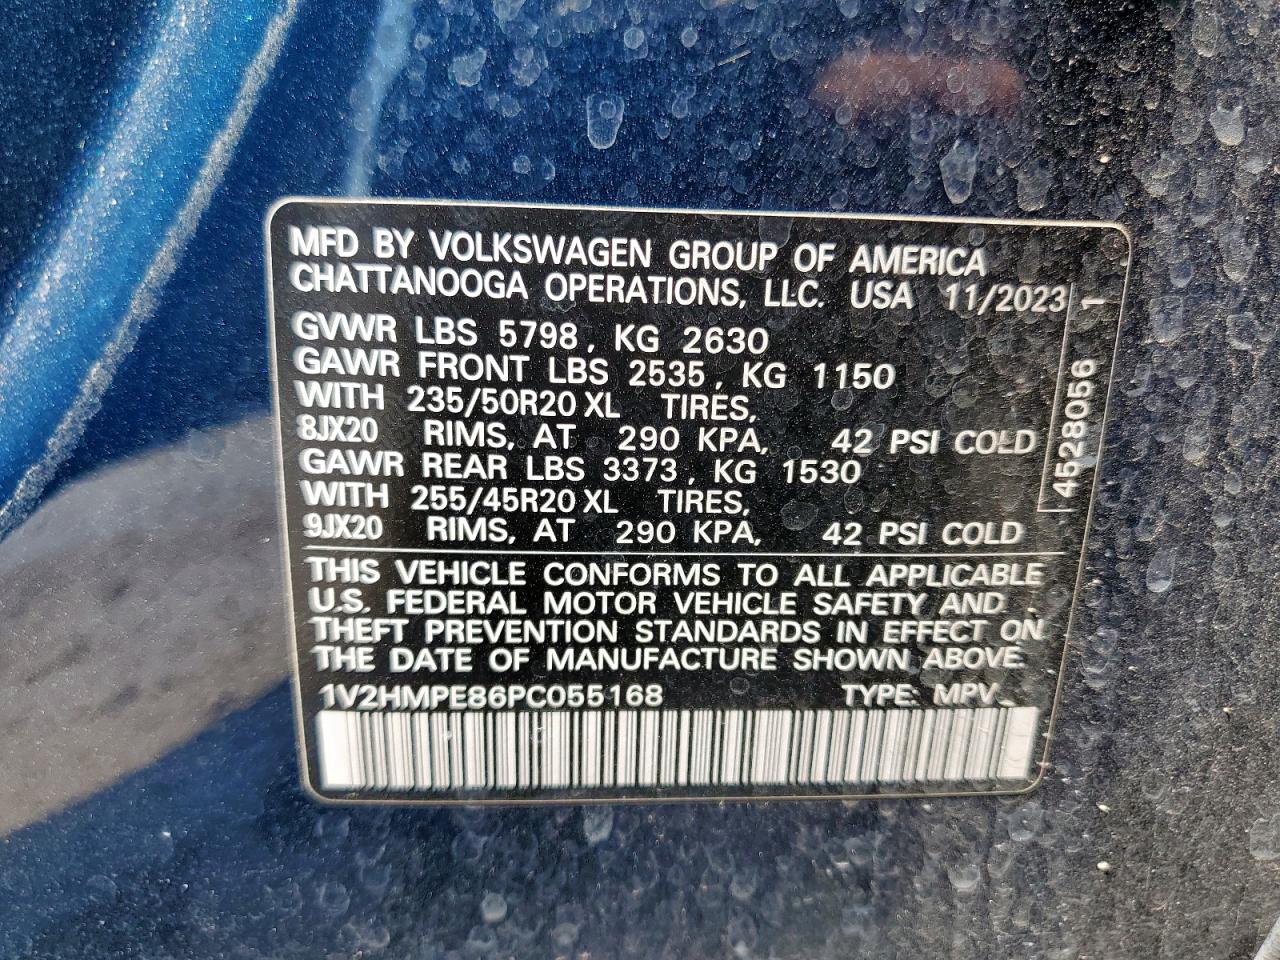 MFD BY VOLKSWAGEN GROUP OF AMERICA
CHATTANOOGA OPERATIONS, LLC. USA 11/2023
GVWR LBS 5798, KG 2630
GAWR FRONT LBS 2535, KG 1150
WITH 235/50R20 XL TIRES,
8JX20 RIMS, AT 290 KPA, 42 PSI COLD
GAWR REAR LBS 3373, KG 1530
WITH 255/45R20 XL TIRES,
9JX20 RIMS, AT 290 KPA, 42 PSI COLD
THIS VEHICLE CONFORMS TO ALL APPLICABLE
U.S. FEDERAL MOTOR VEHICLE SAFETY AND
THEFT PREVENTION STANDARDS IN EFFECT ON
THE DATE OF MANUFACTURE SHOWN ABOVE.
1V2HMPE86PC055168 TYPE: MPV
4528056 1